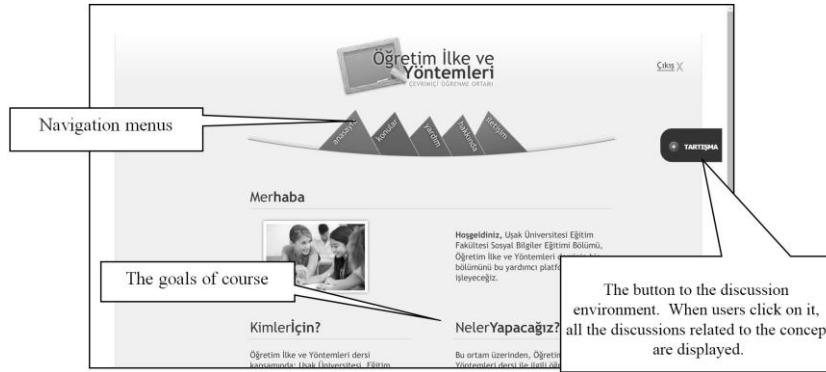 Öğretim İlke ve
Yöntemleri
ÇEVRİMİÇİ ÖĞRENME ORTAMI
Çıkış X
Navigation menus
anasayfa
konular
yardım
hakkında
iletişim
TARTIŞMA
Merhaba
Hoşgeldiniz, Uşak Üniversitesi Eğitim
Fakültesi Sosyal Bilgiler Eğitimi Bölümü,
Öğretim İlke ve Yöntemleri
bölümünü bu yardımcı
işleyeceğiz.
The goals of course
The button to the discussion
environment. When users click on it,
all the discussions related to the concep
are displayed.
Kimlerİçin?
NelerYapacağız?
Öğretim İlke ve Yöntemleri dersi
kapsamında; Uşak Üniversitesi, Eğitim
Bu ortam üzerinden, Öğretim
Yöntemleri dersi ile ilgili